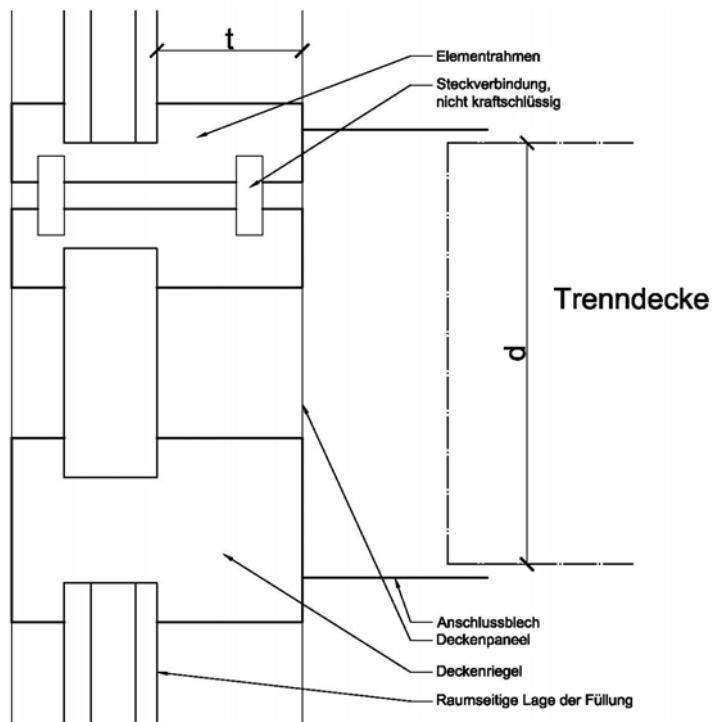 t
Elementrahmen
Steckverbindung,
nicht kraftschlüssig
Trenndecke
d
Anschlussblech
Deckenpaneel
Deckenriegel
Raumseitige Lage der Füllung